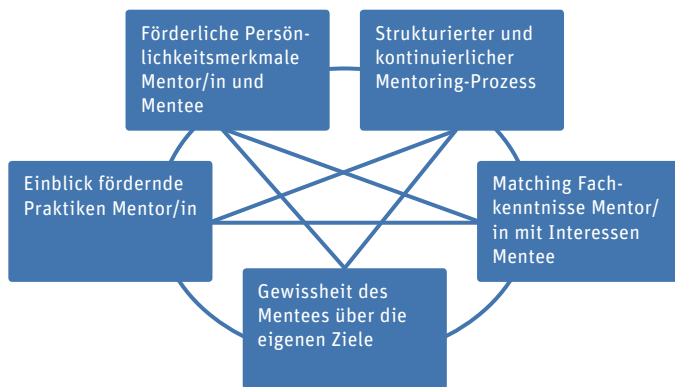 Förderliche Persön-
lichkeitsmerkmale
Mentor/in und
Mentee
Strukturierter und
kontinuierlicher
Mentoring-Prozess
Einblick fördernde
Praktiken Mentor/in
Matching Fach-
kenntnisse Mentor/
in mit Interessen
Mentee
Gewissheit des
Mentees über die
eigenen Ziele